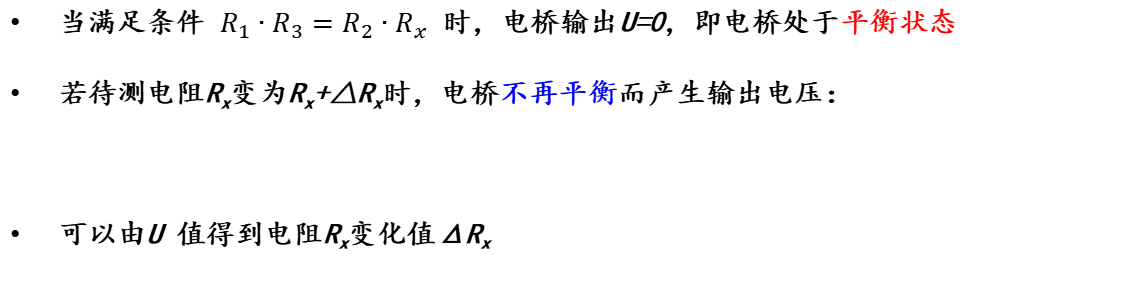 • 当满足条件 R₁ · R₃ = R₂ · Rₓ 时，电桥输出U=0，即电桥处于平衡状态
• 若待测电阻Rₓ变为Rₓ+△Rₓ时，电桥不再平衡而产生输出电压：
• 可以由U 值得到电阻Rₓ变化值ΔRₓ